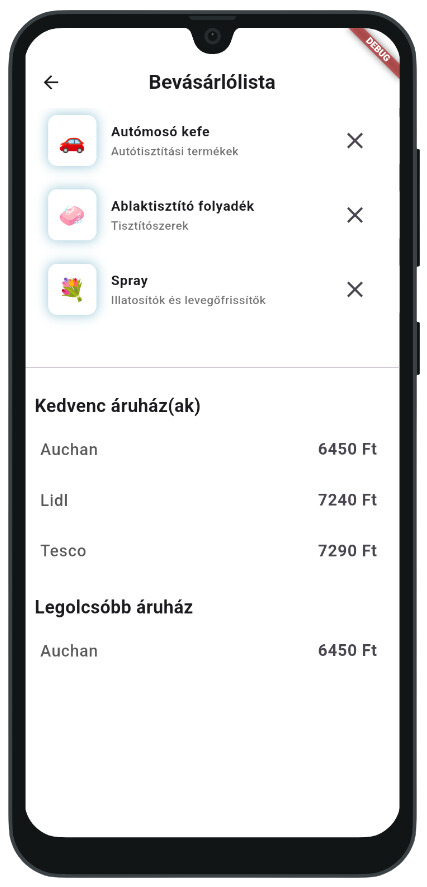 DEBUG
Bevásárlólista
Autómosó kefe
Autótisztítási termékek
Ablaktisztító folyadék
Tisztítószerek
Spray
Illatosítók és levegőfrissítők
Kedvenc áruház(ak)
Auchan 6450 Ft
Lidl 7240 Ft
Tesco 7290 Ft
Legolcsóbb áruház
Auchan 6450 Ft